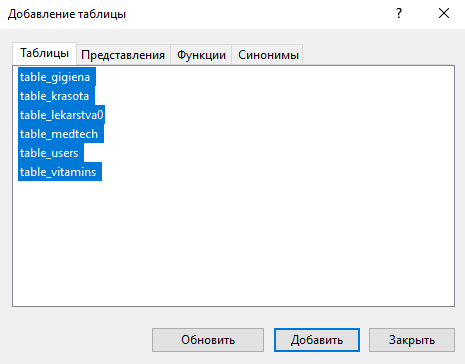 Добавление таблицы ?
Таблицы Представления Функции Синонимы
table_gigiena
table_krasota
table_lekarstva0
table_medtech
table_users
table_vitamins
Обновить Добавить Закрыть